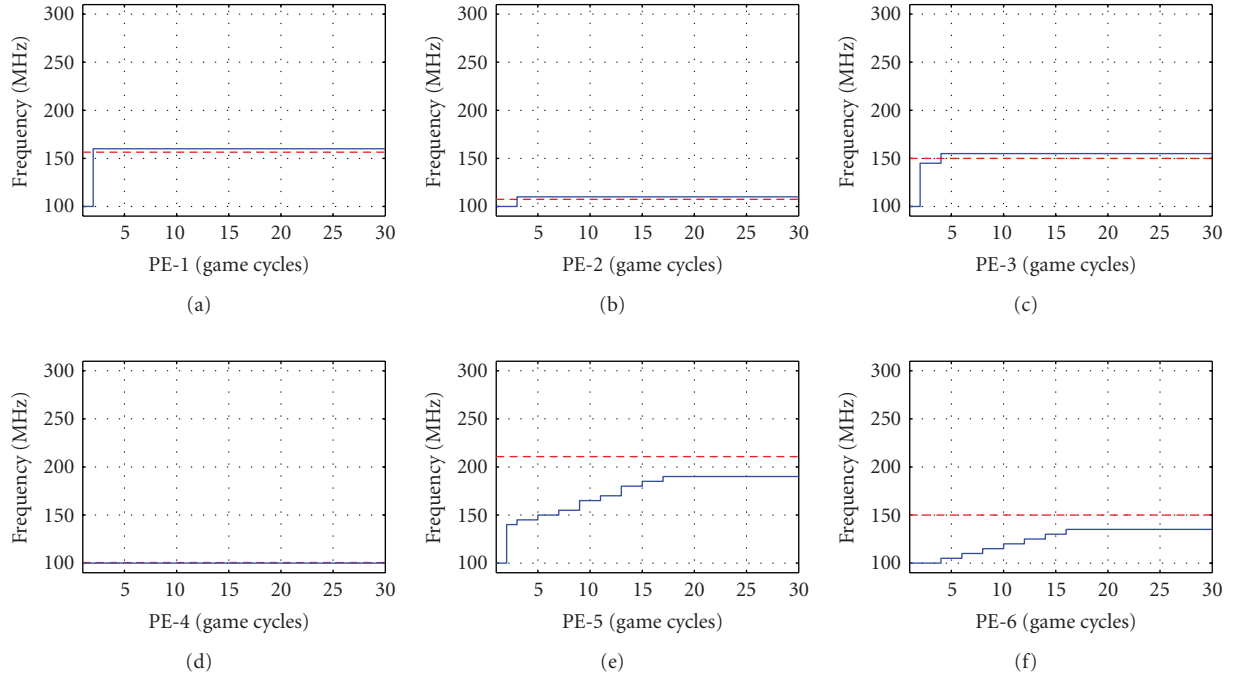 300
250
200
150
100
Frequency (MHz)
5 10 15 20 25 30
PE-1 (game cycles)
(a)
300
250
200
150
100
Frequency (MHz)
5 10 15 20 25 30
PE-2 (game cycles)
(b)
300
250
200
150
100
Frequency (MHz)
5 10 15 20 25 30
PE-3 (game cycles)
(c)
300
250
200
150
100
Frequency (MHz)
5 10 15 20 25 30
PE-4 (game cycles)
(d)
300
250
200
150
100
Frequency (MHz)
5 10 15 20 25 30
PE-5 (game cycles)
(e)
300
250
200
150
100
Frequency (MHz)
5 10 15 20 25 30
PE-6 (game cycles)
(f)